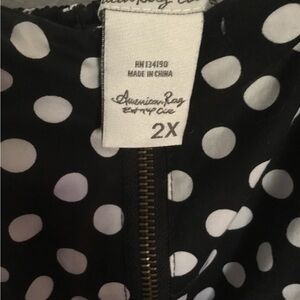 RN 134190
MADE IN CHINA
American Rag
2X